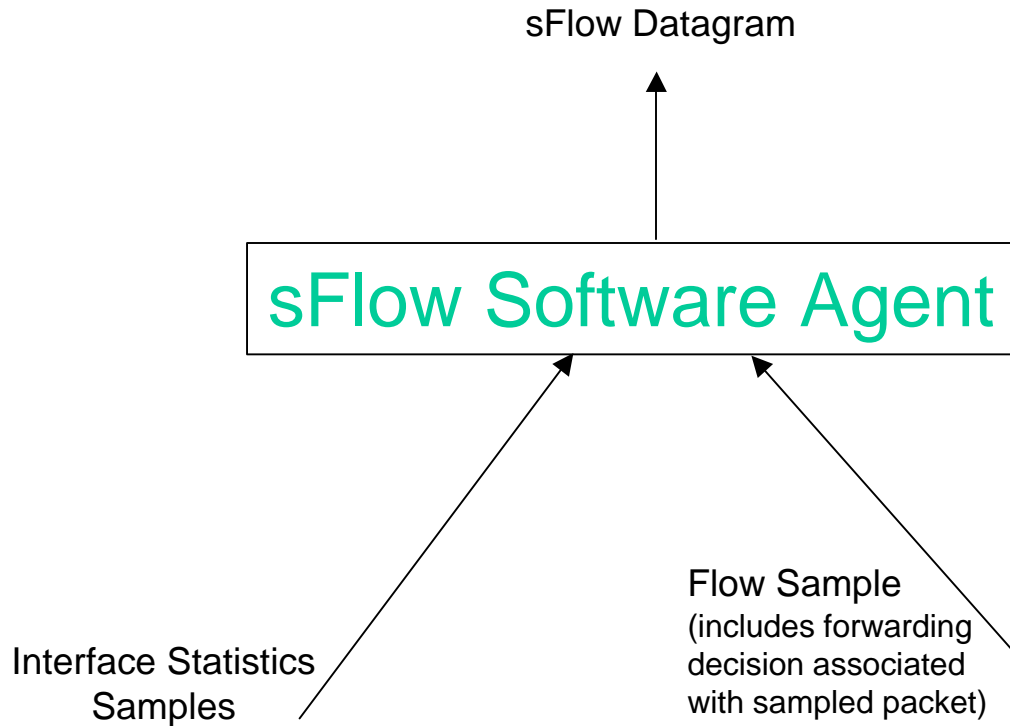 sFlow Datagram
sFlow Software Agent
Flow Sample
(includes forwarding
decision associated
with sampled packet)
Interface Statistics
Samples